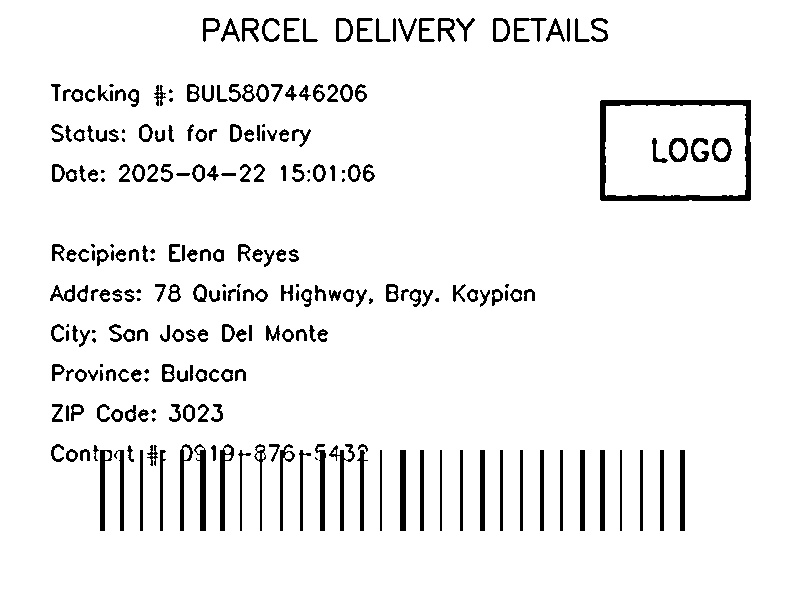 PARCEL DELIVERY DETAILS
Tracking #: BUL5807446206
Status: Out for Delivery
Date: 2025-04-22 15:01:06
LOGO
Recipient: Elena Reyes
Address: 78 Quirino Highway, Brgy. Kaypian
City: San Jose Del Monte
Province: Bulacan
ZIP Code: 3023
Contact #: 0919-876-5432